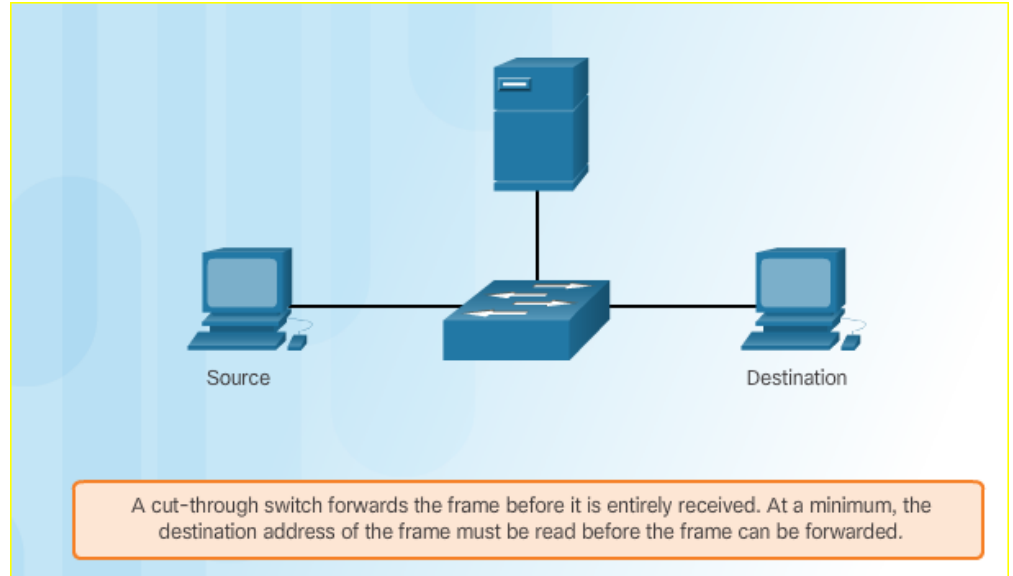 Source
Destination
A cut-through switch forwards the frame before it is entirely received. At a minimum, the
destination address of the frame must be read before the frame can be forwarded.